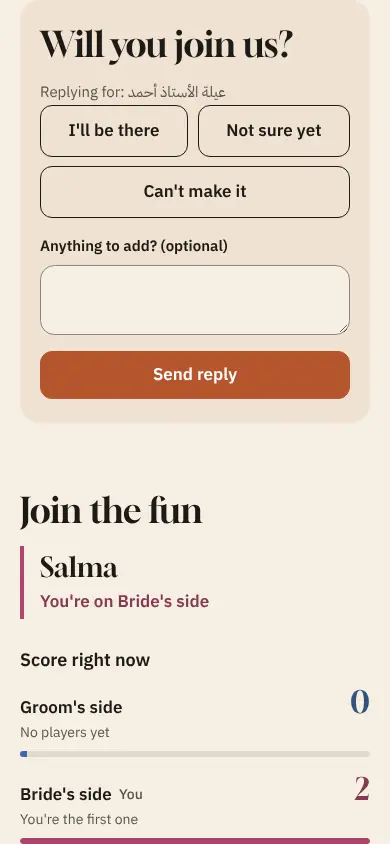 Will you join us?
Replying for: عيلة الأستاذ أحمد
I'll be there
Not sure yet
Can't make it
Anything to add? (optional)
Send reply
Join the fun
Salma
You're on Bride's side
Score right now
Groom's side 0
No players yet
Bride's side You 2
You're the first one